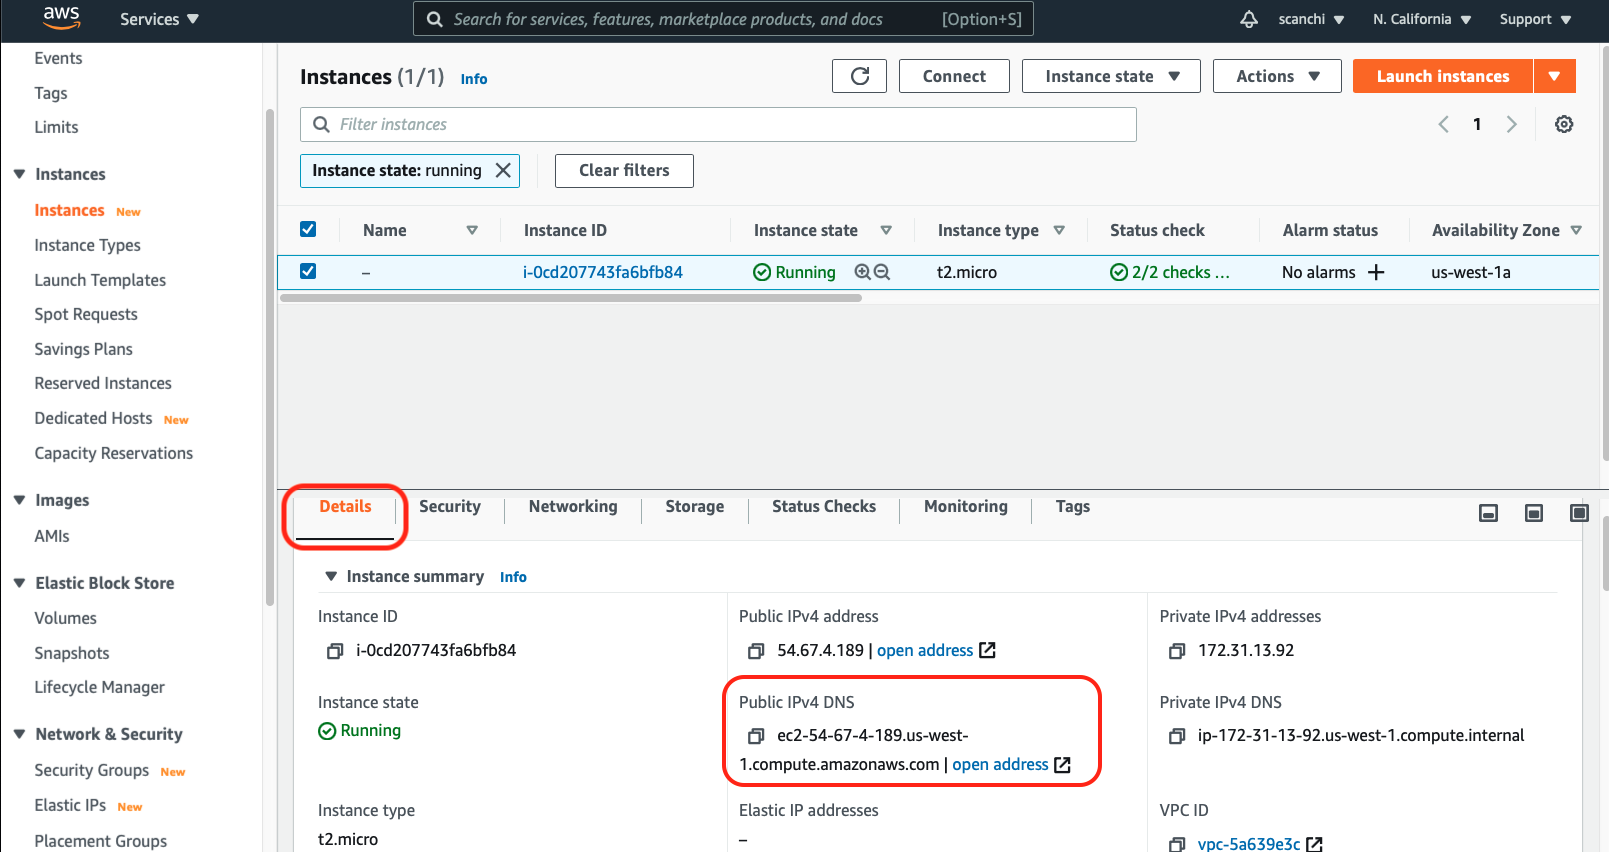 aws
Services
Search for services, features, marketplace products, and docs [Option+S]
scanchi
N. California
Support
Events
Tags
Limits
Instances
Instances New
Instance Types
Launch Templates
Spot Requests
Savings Plans
Reserved Instances
Dedicated Hosts New
Capacity Reservations
Images
AMIs
Elastic Block Store
Volumes
Snapshots
Lifecycle Manager
Network & Security
Security Groups New
Elastic IPs New
Placement Groups
Instances (1/1) Info
Connect
Instance state
Actions
Launch instances
Filter instances
1
Instance state: running
Clear filters
Name Instance ID Instance state Instance type Status check Alarm status Availability Zone
– i-0cd207743fa6bfb84 Running t2.micro 2/2 checks ... No alarms + us-west-1a
Details Security Networking Storage Status Checks Monitoring Tags
Instance summary Info
Instance ID
i-0cd207743fa6bfb84
Public IPv4 address
54.67.4.189 | open address
Private IPv4 addresses
172.31.13.92
Instance state
Running
Public IPv4 DNS
ec2-54-67-4-189.us-west-
1.compute.amazonaws.com | open address
Private IPv4 DNS
ip-172-31-13-92.us-west-1.compute.internal
Instance type
t2.micro
Elastic IP addresses
–
VPC ID
vpc-5a639e3c